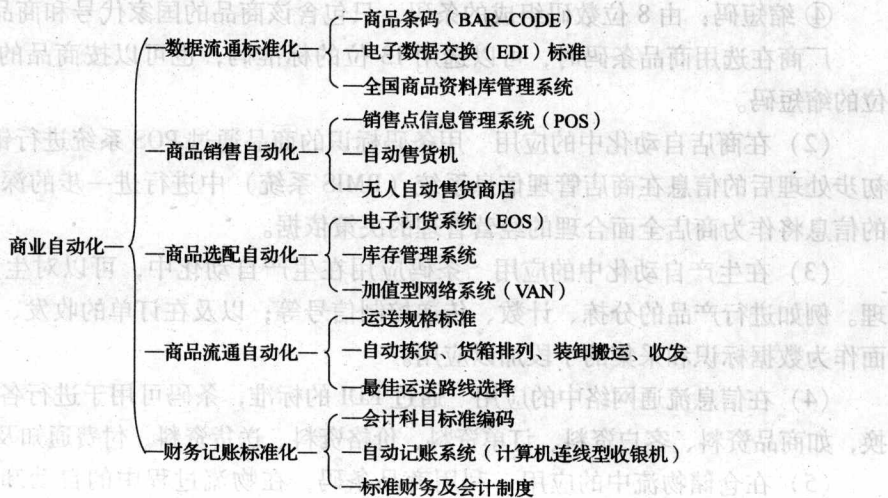 商业自动化
数据流通标准化
商品条码(BAR-CODE)
电子数据交换(EDI)标准
全国商品资料库管理系统
商品销售自动化
销售点信息管理系统(POS)
自动售货机
无人自动售货商店
商品选配自动化
电子订货系统(EOS)
库存管理系统
加值型网络系统(VAN)
商品流通自动化
运送规格标准
自动拣货、货箱排列、装卸搬运、收发
最佳运送路线选择
财务记账标准化
会计科目标准编码
自动记账系统(计算机连线型收银机)
标准财务及会计制度